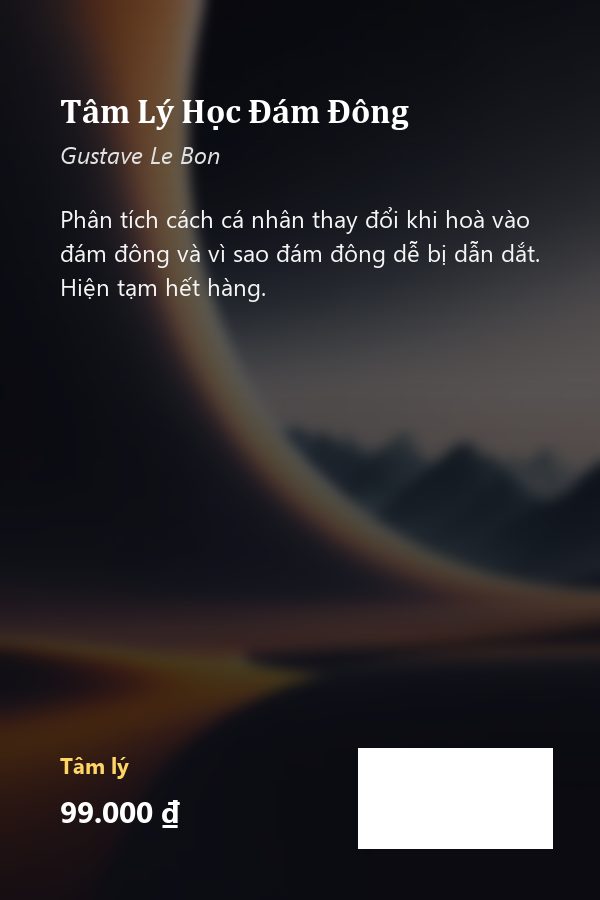 Tâm Lý Học Đám Đông
Gustave Le Bon
Phân tích cách cá nhân thay đổi khi hoà vào
đám đông và vì sao đám đông dễ bị dẫn dắt.
Hiện tạm hết hàng.
Tâm lý
99.000 ₫